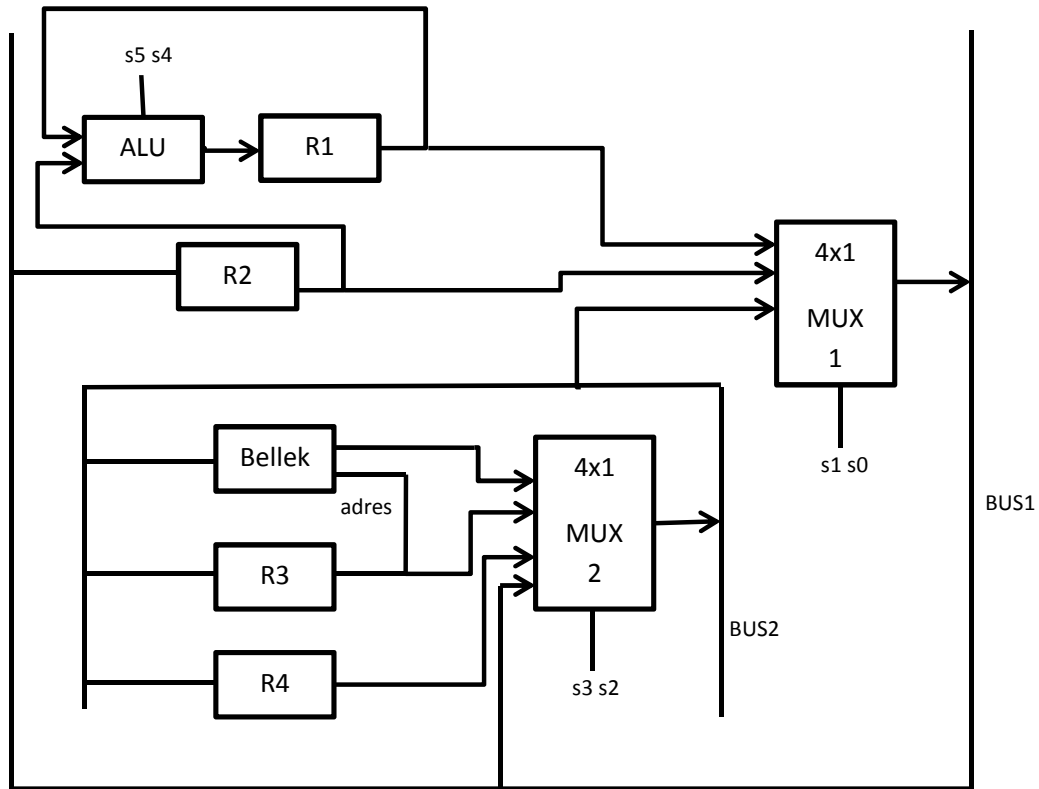 s5 s4
ALU
R1
R2
4x1
MUX
1
s1 s0
Bellek
adres
R3
R4
4x1
MUX
2
s3 s2
BUS2
BUS1